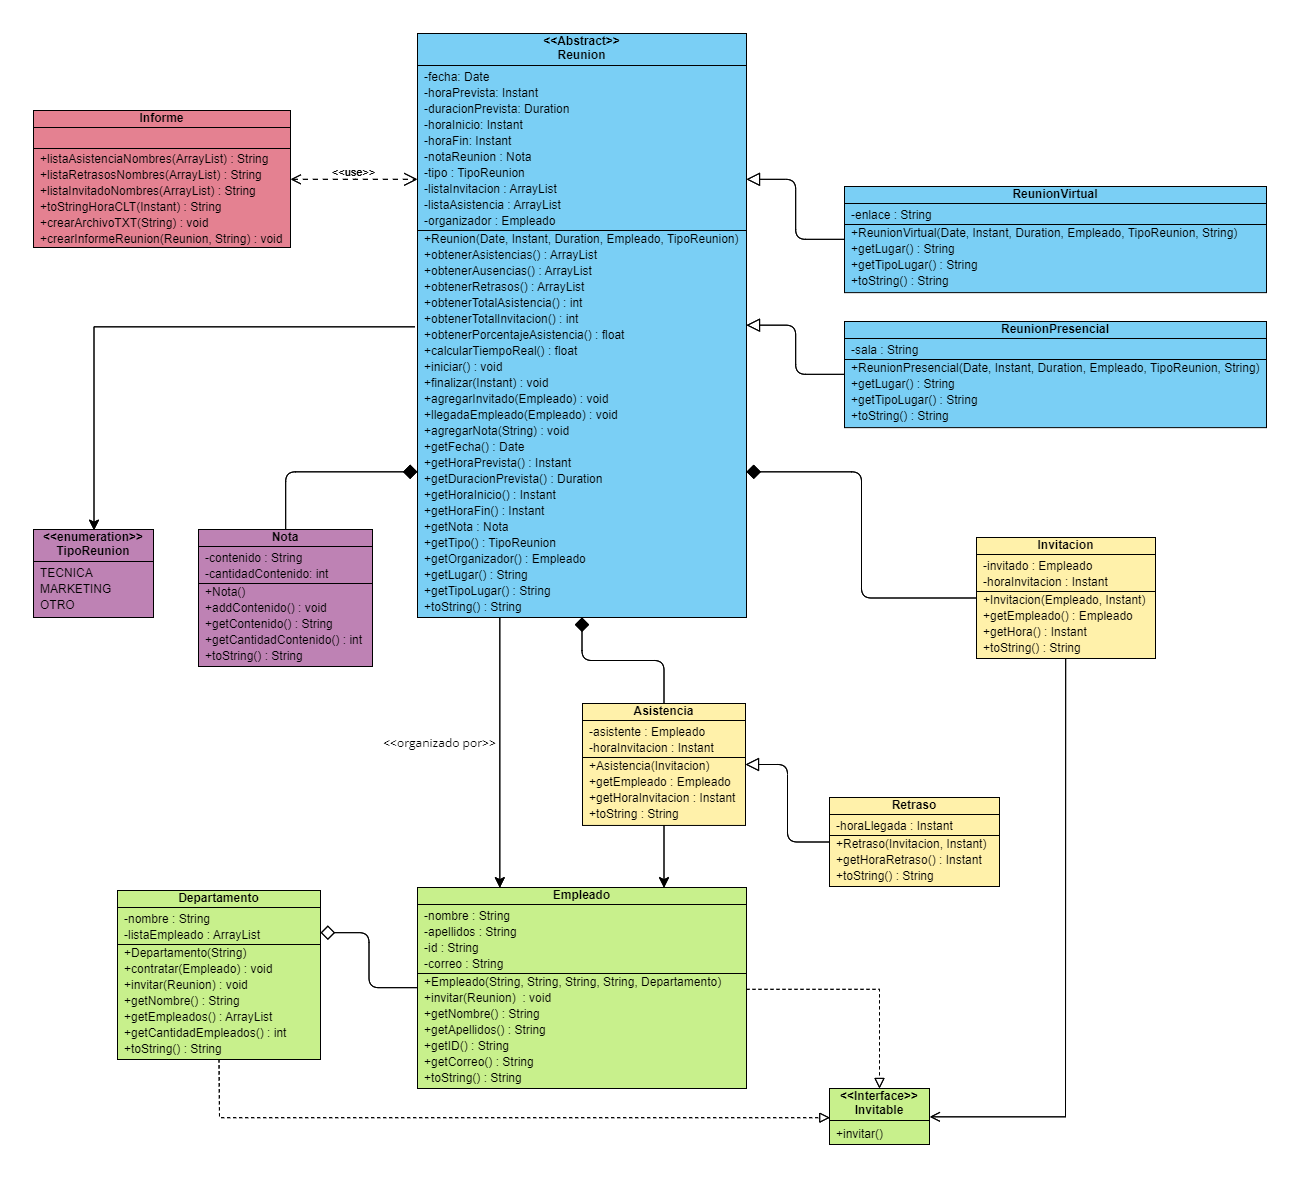 <<Abstract>>
Reunion
-fecha: Date
-horaPrevista: Instant
-duracionPrevista: Duration
-horaInicio: Instant
-horaFin: Instant
-notaReunion : Nota
-tipo : TipoReunion
-listaInvitacion : ArrayList
-listaAsistencia : ArrayList
-organizador : Empleado
+Reunion(Date, Instant, Duration, Empleado, TipoReunion)
+obtenerAsistencias() : ArrayList
+obtenerAusencias() : ArrayList
+obtenerRetrasos() : ArrayList
+obtenerTotalAsistencia() : int
+obtenerTotalInvitacion() : int
+obtenerPorcentajeAsistencia() : float
+calcularTiempoReal() : float
+iniciar() : void
+finalizar(Instant) : void
+agregarInvitado(Empleado) : void
+llegadaEmpleado(Empleado) : void
+agregarNota(String) : void
+getFecha() : Date
+getHoraPrevista() : Instant
+getDuracionPrevista() : Duration
+getHoraInicio() : Instant
+getHoraFin() : Instant
+getNota : Nota
+getTipo() : TipoReunion
+getOrganizador() : Empleado
+getLugar() : String
+getTipoLugar() : String
+toString() : String
Informe
+listaAsistenciaNombres(ArrayList) : String
+listaRetrasosNombres(ArrayList) : String
+listaInvitadoNombres(ArrayList) : String
+toStringHoraCLT(Instant) : String
+crearArchivoTXT(String) : void
+crearInformeReunion(Reunion, String) : void
<<use>>
ReunionVirtual
-enlace : String
+ReunionVirtual(Date, Instant, Duration, Empleado, TipoReunion, String)
+getLugar() : String
+getTipoLugar() : String
+toString() : String
ReunionPresencial
-sala : String
+ReunionPresencial(Date, Instant, Duration, Empleado, TipoReunion, String)
+getLugar() : String
+getTipoLugar() : String
+toString() : String
<<enumeration>>
TipoReunion
TECNICA
MARKETING
OTRO
Nota
-contenido : String
-cantidadContenido: int
+Nota()
+addContenido() : void
+getContenido() : String
+getCantidadContenido() : int
+toString() : String
Invitacion
-invitado : Empleado
-horaInvitacion : Instant
+Invitacion(Empleado, Instant)
+getEmpleado() : Empleado
+getHora() : Instant
+toString() : String
<<organizado por>>
Asistencia
-asistente : Empleado
-horaInvitacion : Instant
+Asistencia(Invitacion)
+getEmpleado : Empleado
+getHoraInvitacion : Instant
+toString : String
Retraso
-horaLlegada : Instant
+Retraso(Invitacion, Instant)
+getHoraRetraso() : Instant
+toString() : String
Departamento
-nombre : String
-listaEmpleado : ArrayList
+Departamento(String)
+contratar(Empleado) : void
+invitar(Reunion) : void
+getNombre() : String
+getEmpleados() : ArrayList
+getCantidadEmpleados() : int
+toString() : String
Empleado
-nombre : String
-apellidos : String
-id : String
-correo : String
+Empleado(String, String, String, String, Departamento)
+invitar(Reunion) : void
+getNombre() : String
+getApellidos() : String
+getID() : String
+getCorreo() : String
+toString() : String
<<Interface>>
Invitable
+invitar()